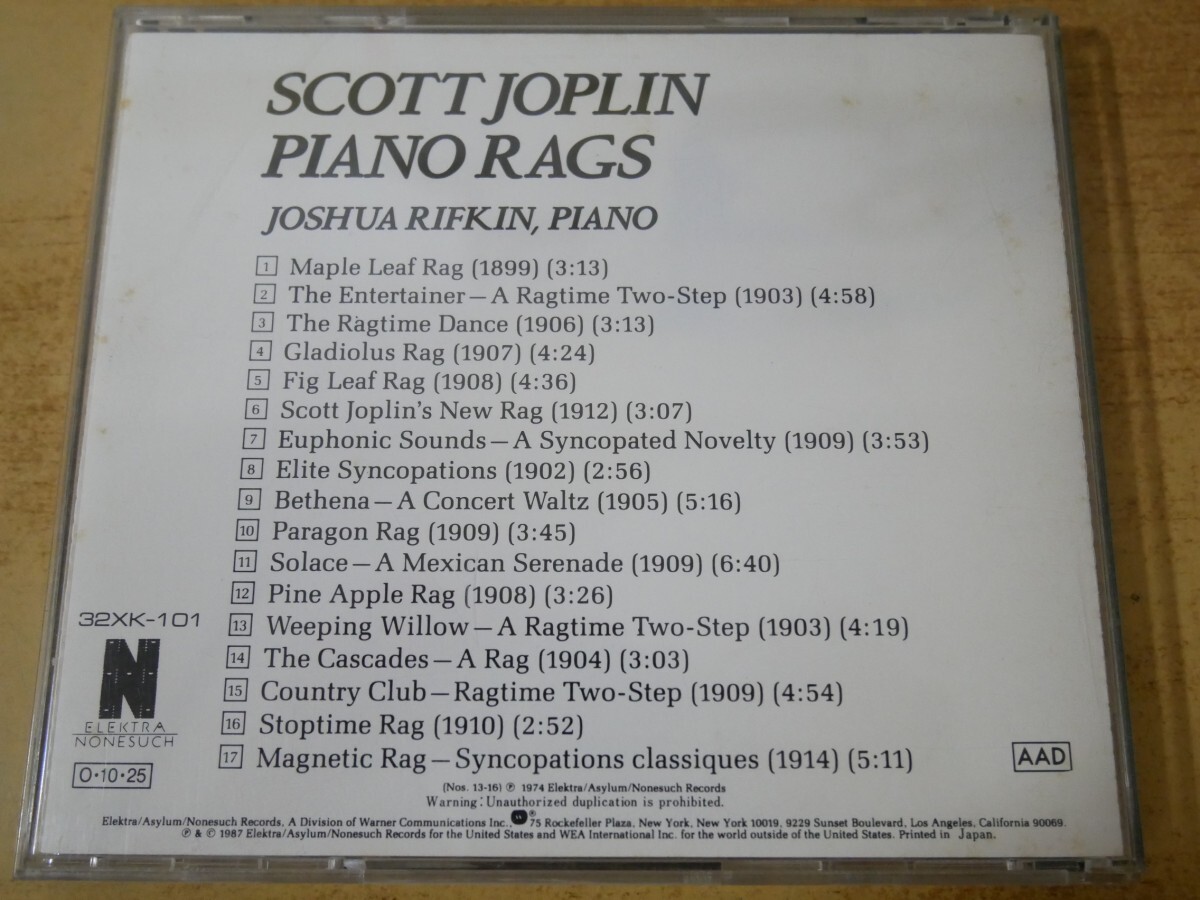 SCOTT JOPLIN
PIANO RAGS
JOSHUA RIFKIN, PIANO
1 Maple Leaf Rag (1899) (3:13)
2 The Entertainer—A Ragtime Two-Step (1903) (4:58)
3 The Ragtime Dance (1906) (3:13)
4 Gladiolus Rag (1907) (4:24)
5 Fig Leaf Rag (1908) (4:36)
6 Scott Joplin's New Rag (1912) (3:07)
7 Euphonic Sounds—A Syncopated Novelty (1909) (3:53)
8 Elite Syncopations (1902) (2:56)
9 Bethena—A Concert Waltz (1905) (5:16)
10 Paragon Rag (1909) (3:45)
11 Solace—A Mexican Serenade (1909) (6:40)
12 Pine Apple Rag (1908) (3:26)
13 Weeping Willow—A Ragtime Two-Step (1903) (4:19)
14 The Cascades—A Rag (1904) (3:03)
15 Country Club—Ragtime Two-Step (1909) (4:54)
16 Stoptime Rag (1910) (2:52)
17 Magnetic Rag—Syncopations classiques (1914) (5:11)
32XK-101
N
ELEKTRA
NONESUCH
O·10·25
AAD
(Nos. 13-16) ℗ 1974 Elektra/Asylum/Nonesuch Records
Warning: Unauthorized duplication is prohibited.
Elektra/Asylum/Nonesuch Records, A Division of Warner Communications Inc., ® 75 Rockefeller Plaza, New York, New York 10019. 9229 Sunset Boulevard, Los Angeles, California 90069.
℗ & © 1987 Elektra/Asylum/Nonesuch Records for the United States and WEA International Inc. for the world outside of the United States. Printed in Japan.